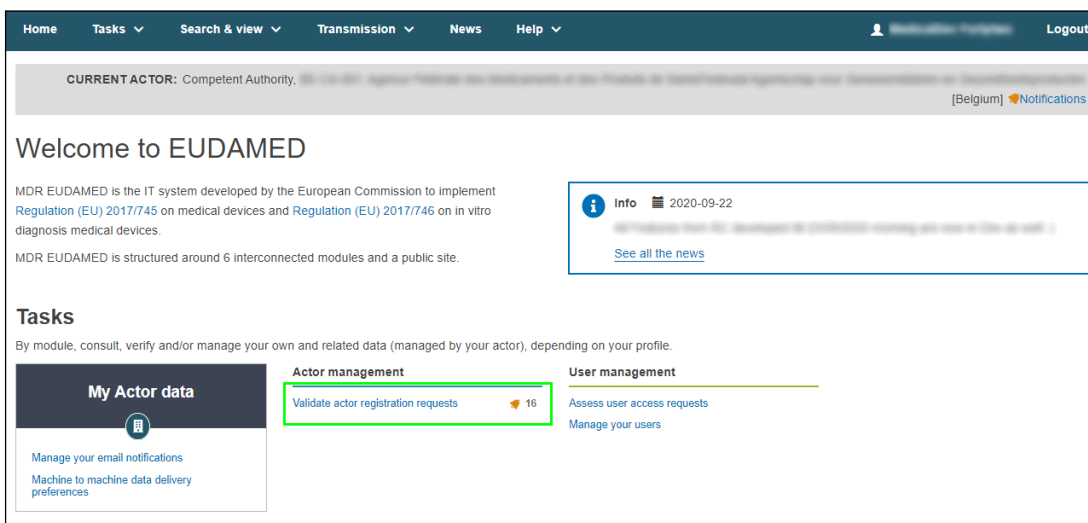 Home Tasks Search & view Transmission News Help Logout
CURRENT ACTOR: Competent Authority,
[Belgium] Notifications
Welcome to EUDAMED
MDR EUDAMED is the IT system developed by the European Commission to implement
Regulation (EU) 2017/745 on medical devices and Regulation (EU) 2017/746 on in vitro
diagnosis medical devices.
MDR EUDAMED is structured around 6 interconnected modules and a public site.
Info 2020-09-22
See all the news
Tasks
By module, consult, verify and/or manage your own and related data (managed by your actor), depending on your profile.
My Actor data
Manage your email notifications
Machine to machine data delivery
preferences
Actor management
Validate actor registration requests 16
User management
Assess user access requests
Manage your users